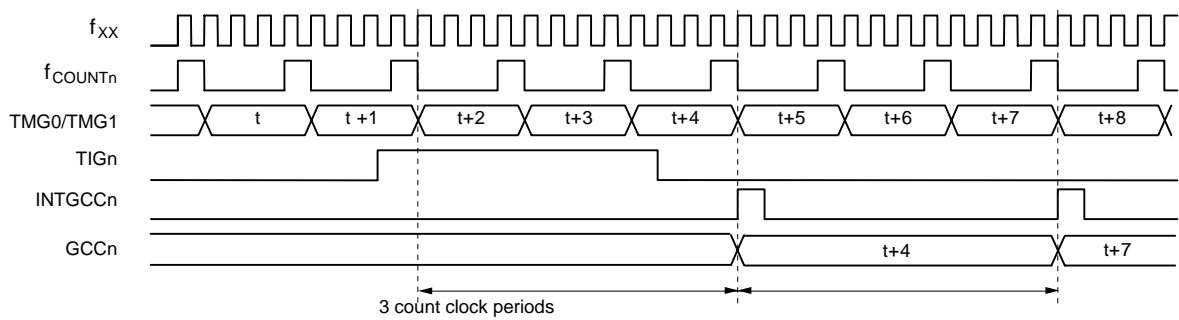 fXX
fCOUNTn
TMG0/TMG1 t t +1 t+2 t+3 t+4 t+5 t+6 t+7 t+8
TIGn
INTGCCn
GCCn t+4 t+7
3 count clock periods